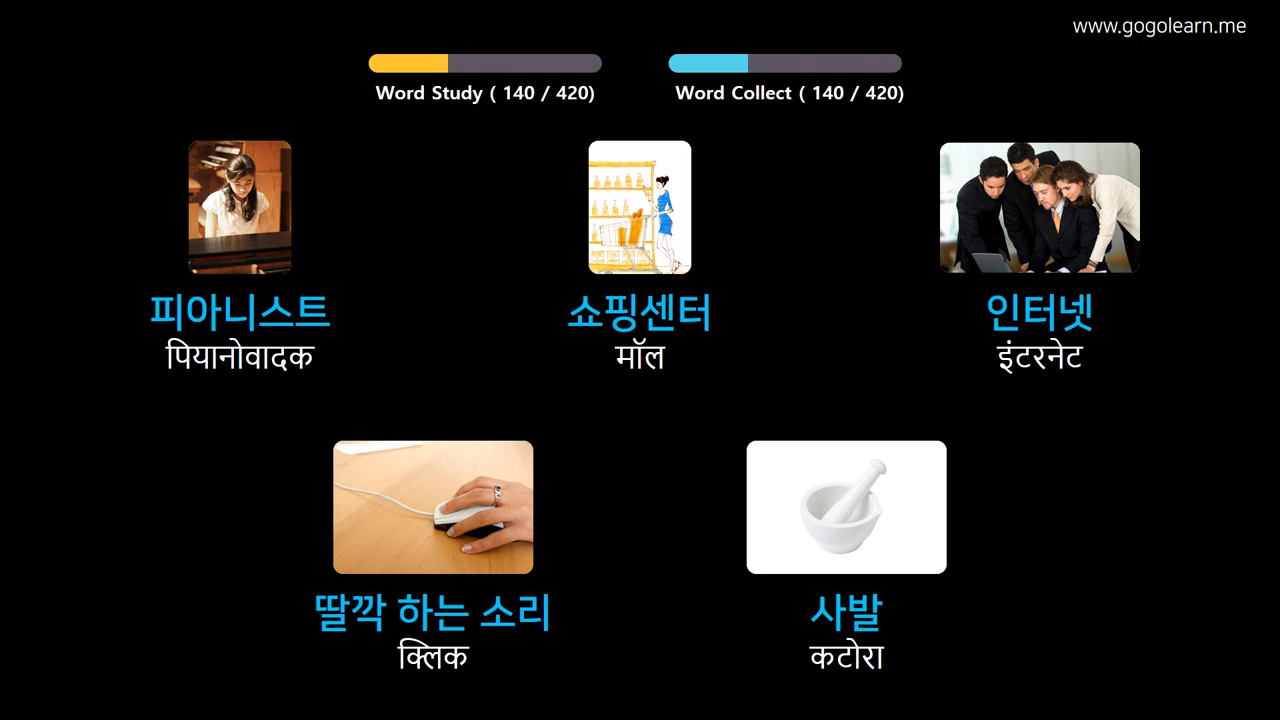 www.gogolearn.me
Word Study ( 140 / 420)
Word Collect ( 140 / 420)
피아니스트
पियानोवादक
쇼핑센터
मॉल
인터넷
इंटरनेट
딸깍 하는 소리
क्लिक
사발
कटोरा